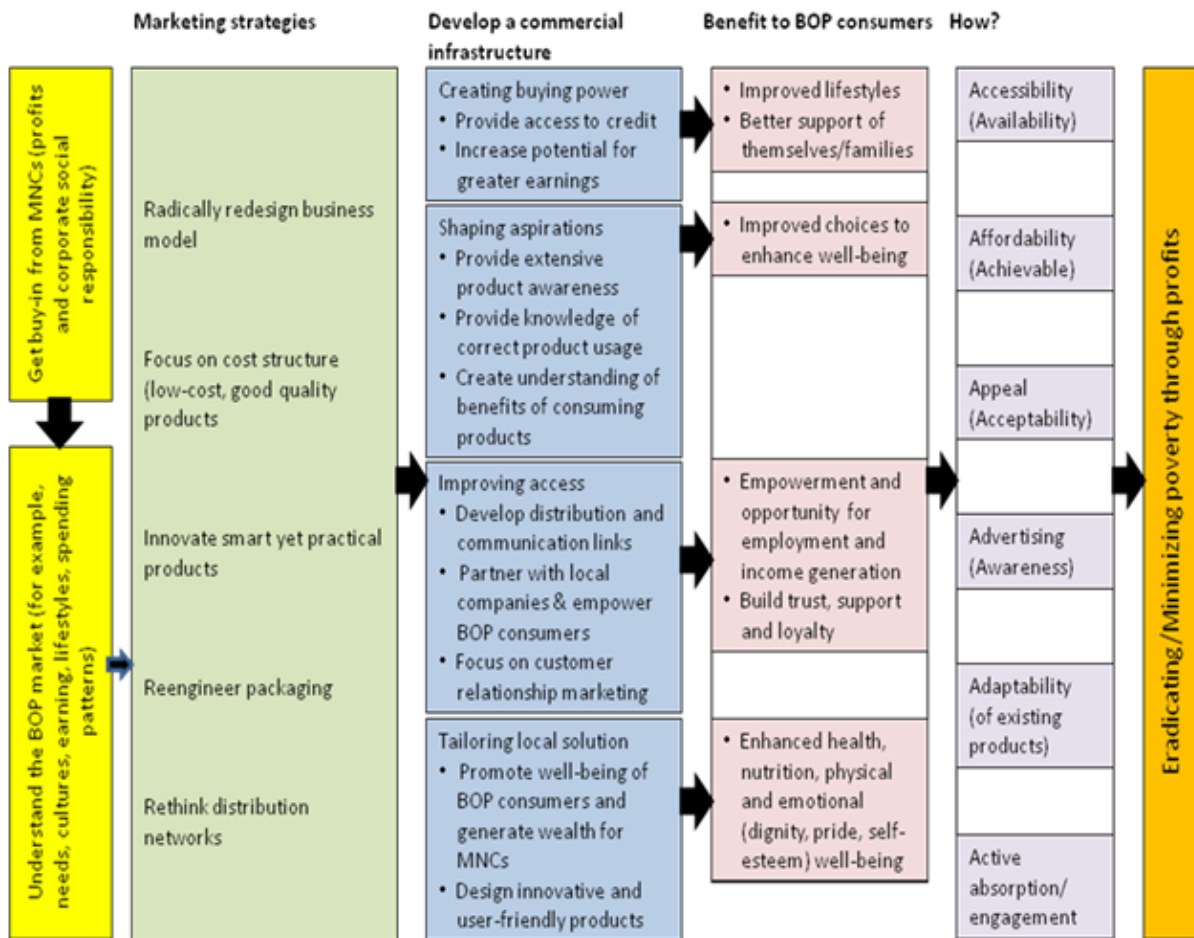 Marketing strategies
Develop a commercial
infrastructure
Benefit to BOP consumers
How?
Get buy-in from MNCs (profits
and corporate social
responsibility)
Understand the BOP market (for example,
needs, cultures, earning, lifestyles, spending
patterns)
Radically redesign business
model
Focus on cost structure
(low-cost, good quality
products
Innovate smart yet practical
products
Reengineer packaging
Rethink distribution
networks
Creating buying power
• Provide access to credit
• Increase potential for
greater earnings
Shaping aspirations
• Provide extensive
product awareness
• Provide knowledge of
correct product usage
• Create understanding of
benefits of consuming
products
Improving access
• Develop distribution and
communication links
• Partner with local
companies & empower
BOP consumers
• Focus on customer
relationship marketing
Tailoring local solution
• Promote well-being of
BOP consumers and
generate wealth for
MNCs
• Design innovative and
user-friendly products
• Improved lifestyles
• Better support of
themselves/families
• Improved choices to
enhance well-being
• Empowerment and
opportunity for
employment and
income generation
• Build trust, support
and loyalty
• Enhanced health,
nutrition, physical
and emotional
(dignity, pride, self-
esteem) well-being
Accessibility
(Availability)
Affordability
(Achievable)
Appeal
(Acceptability)
Advertising
(Awareness)
Adaptability
(of existing
products)
Active
absorption/
engagement
Eradicating/Minimizing poverty through profits